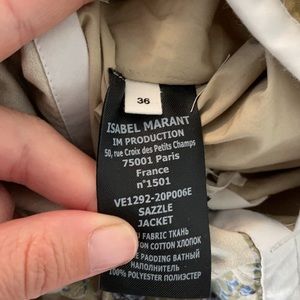 36
ISABEL MARANT
IM PRODUCTION
50, rue Croix des Petits Champs
75001 Paris
France
n°1501
VE1292-20P006E
SAZZLE
JACKET
FABRIC ТКАНЬ
COTTON ХЛОПОК
PADDING ВАТНЫЙ
НАПОЛНИТЕЛЬ
100% POLYESTER ПОЛИЭСТЕР